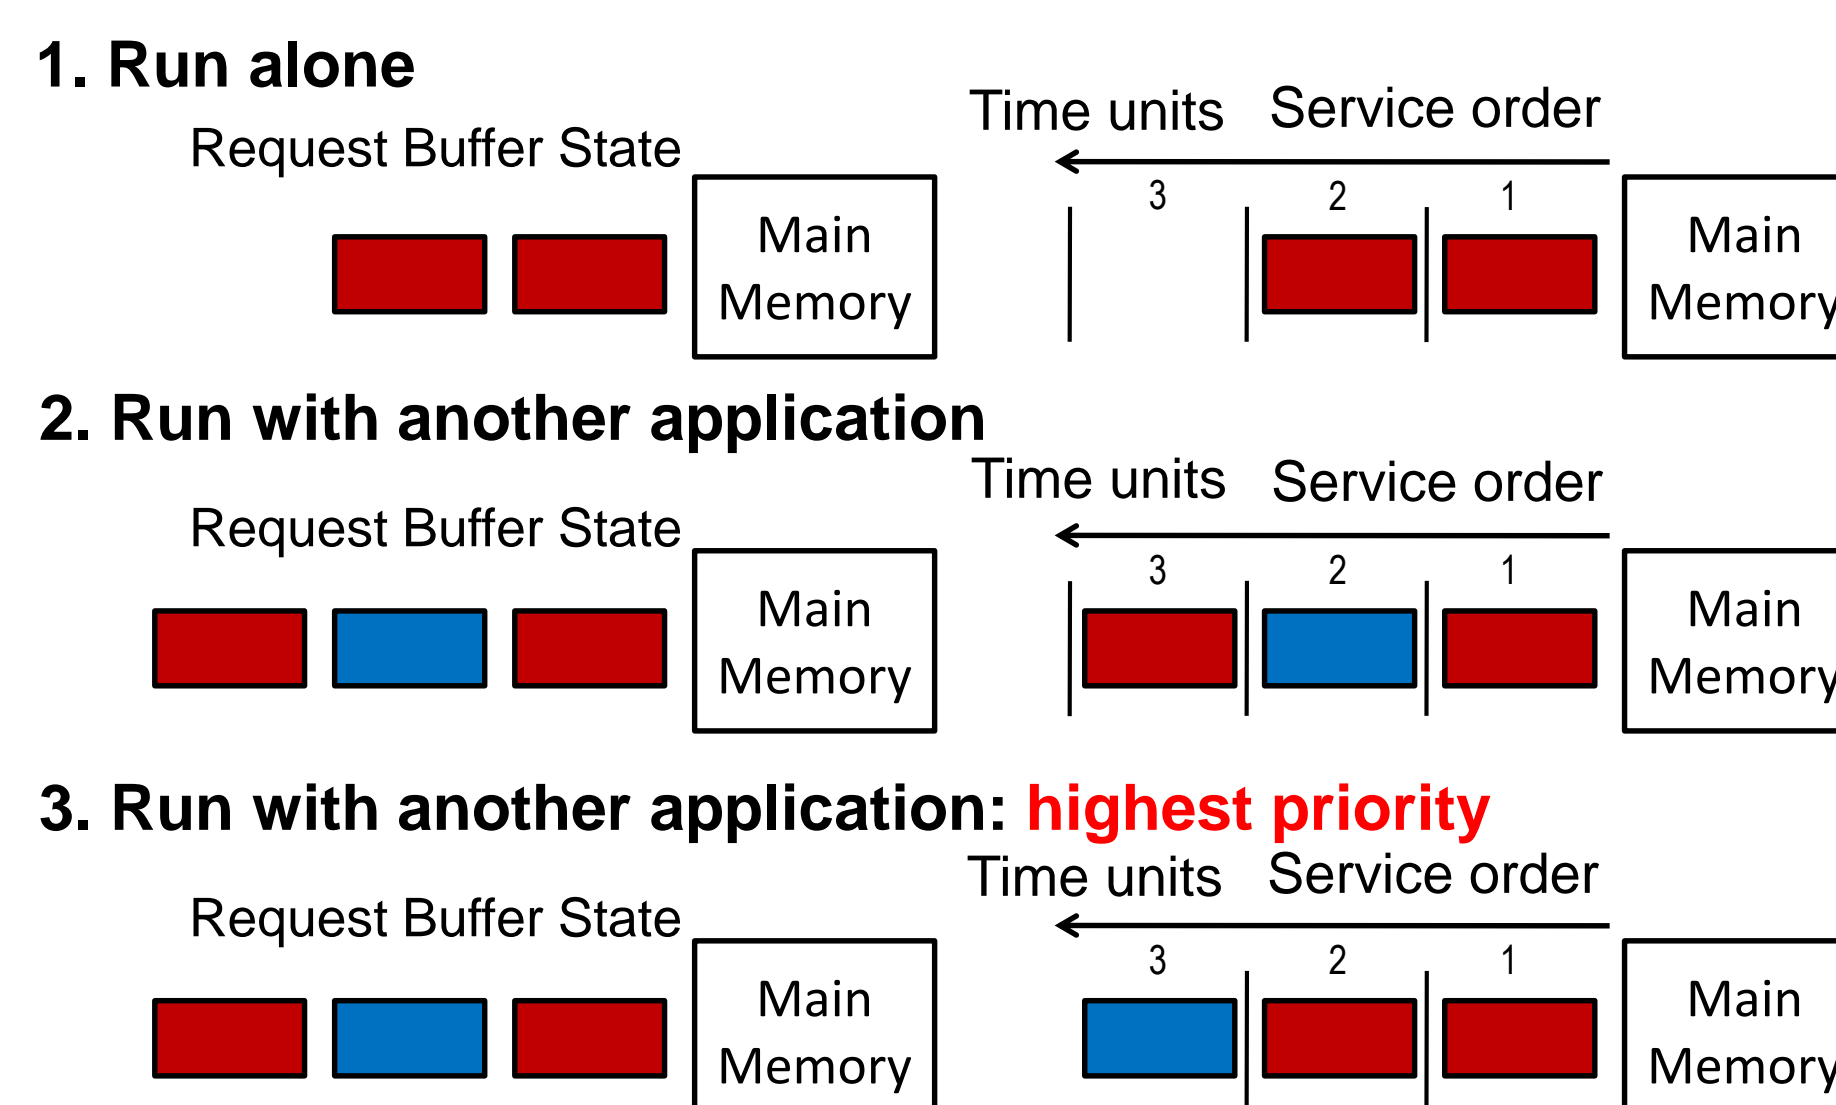 1. Run alone
Time units Service order
Request Buffer State
3 2 1
Main
Memory
Main
Memory
2. Run with another application
Time units Service order
Request Buffer State
3 2 1
Main
Memory
Main
Memory
3. Run with another application: highest priority
Time units Service order
Request Buffer State
3 2 1
Main
Memory
Main
Memory